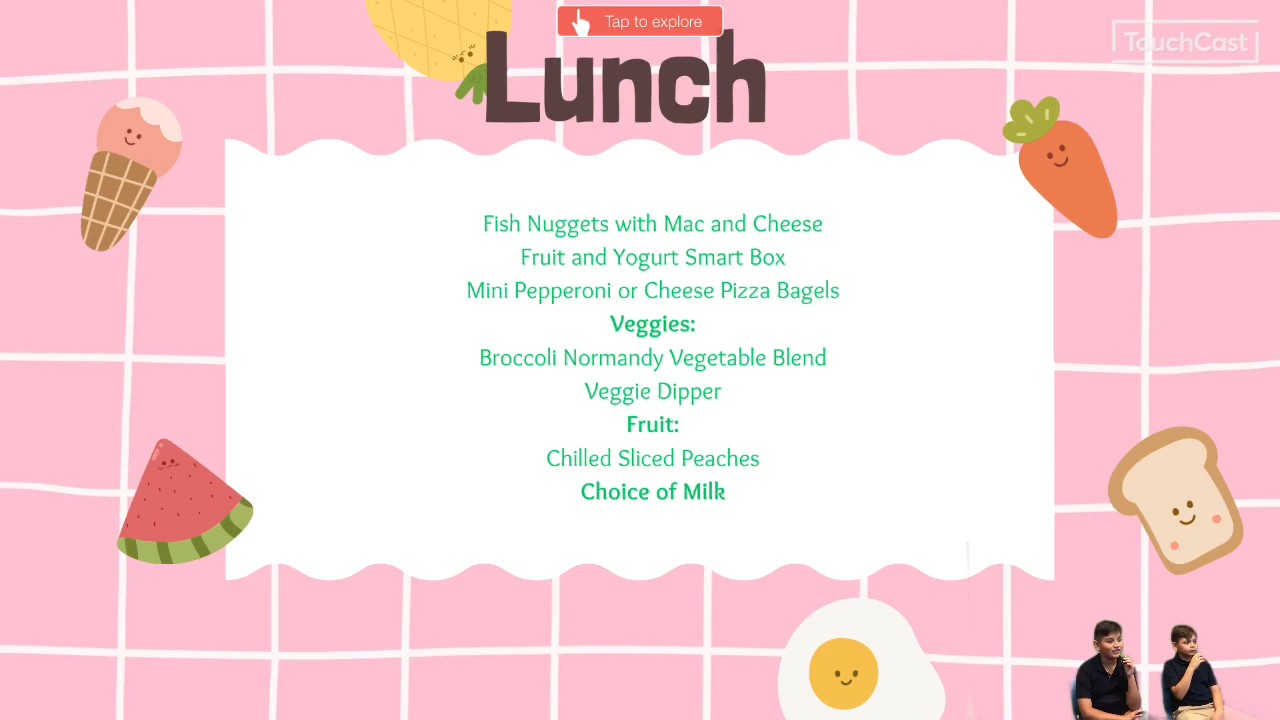 Tap to explore
TouchCast
Lunch
Fish Nuggets with Mac and Cheese
Fruit and Yogurt Smart Box
Mini Pepperoni or Cheese Pizza Bagels
Veggies:
Broccoli Normandy Vegetable Blend
Veggie Dipper
Fruit:
Chilled Sliced Peaches
Choice of Milk